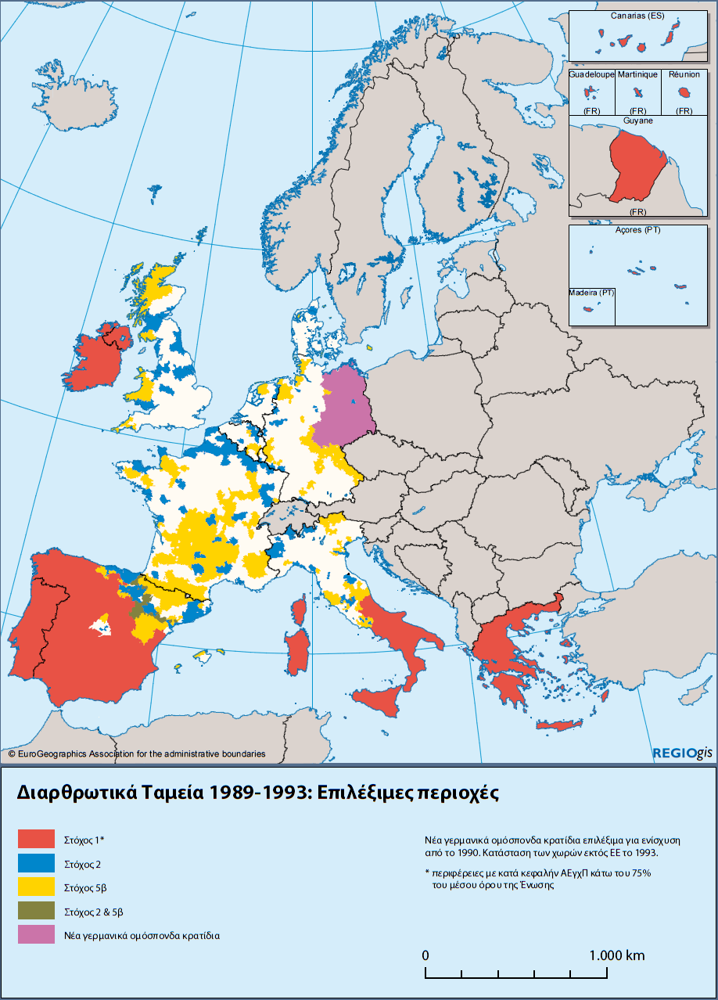 Canarias (ES)
Guadeloupe
Martinique
Réunion
(FR)
(FR)
(FR)
Guyane
(FR)
Açores (PT)
Madeira (PT)
© EuroGeographics Association for the administrative boundaries
REGIOgis
Διαρθρωτικά Ταμεία 1989-1993: Επιλέξιμες περιοχές
Στόχος 1*
Στόχος 2
Στόχος 5β
Στόχος 2 & 5β
Νέα γερμανικά ομόσπονδα κρατίδια
Νέα γερμανικά ομόσπονδα κρατίδια επιλέξιμα για ενίσχυση
από το 1990. Κατάσταση των χωρών εκτός ΕΕ το 1993.
* περιφέρειες με κατά κεφαλήν ΑΕγχΠ κάτω του 75%
του μέσου όρου της Ένωσης
0
1.000 km